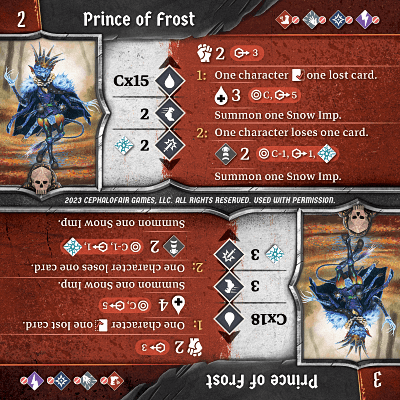 2 Prince of Frost
2 3
1: One character one lost card.
Cx15
3 C, 5
2
Summon one Snow Imp.
2: One character loses one card.
2
2 C-1, 1,
Summon one Snow Imp.
2023 CEPHALOFAIR GAMES, LLC. ALL RIGHTS RESERVED. USED WITH PERMISSION.
3 Prince of Frost
2 3
1: One character one lost card.
Cx18
4 C, 5
3
Summon one Snow Imp.
2: One character loses one card.
3
2 C-1, 1,
Summon one Snow Imp.